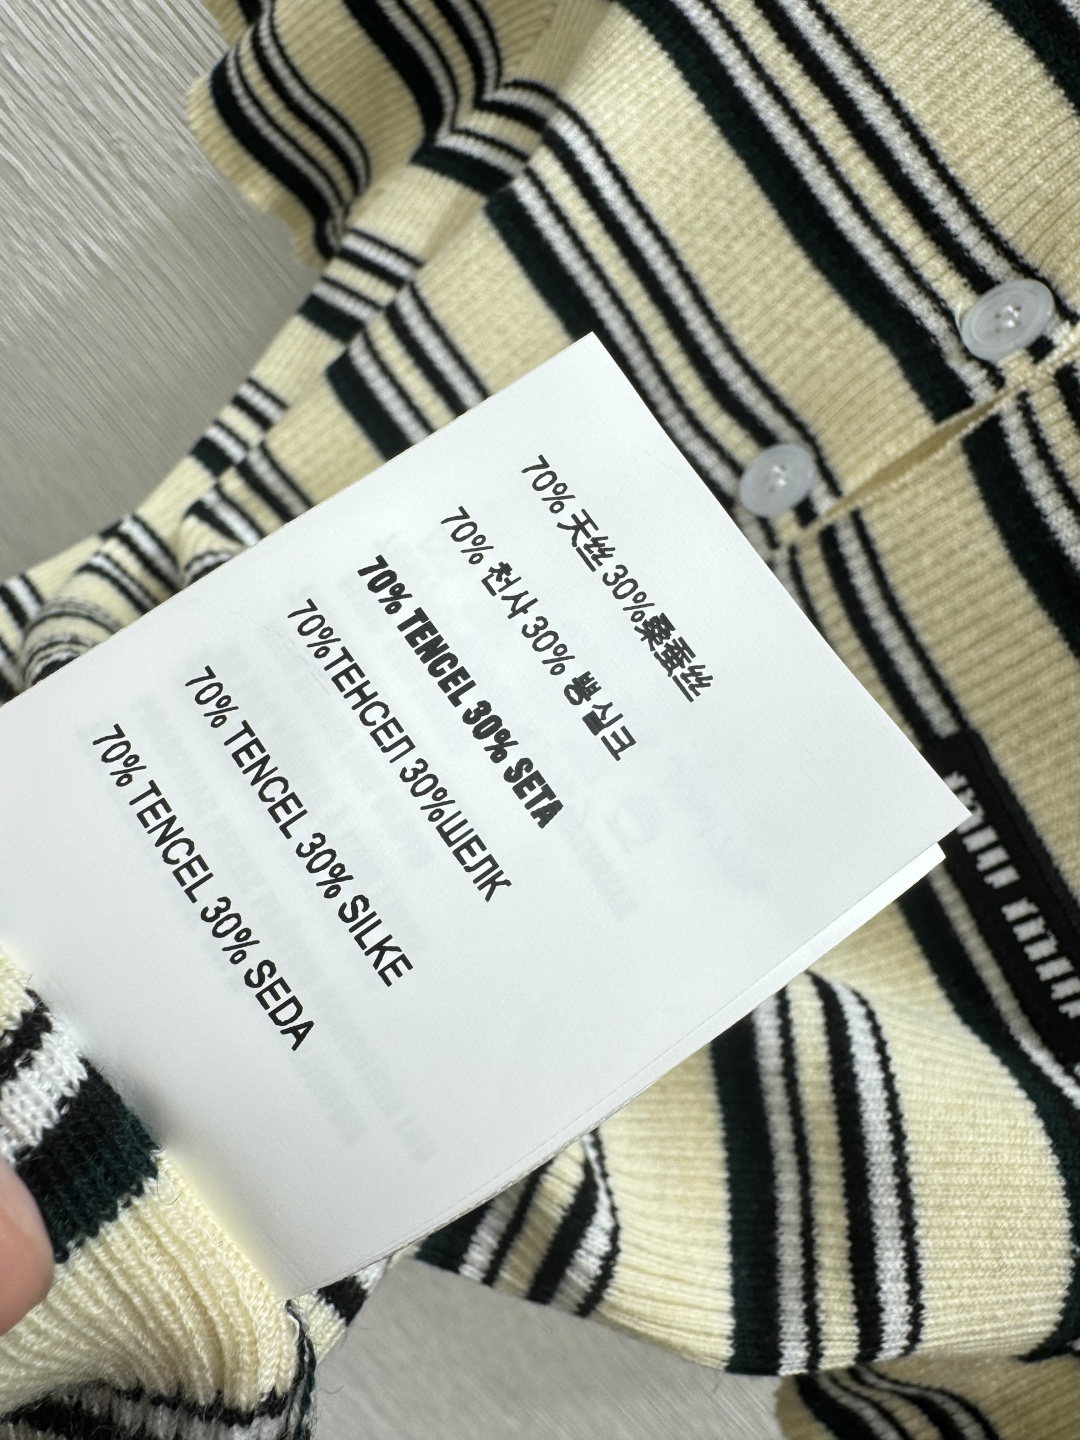 70% 天丝 30%桑蚕丝
70% 천사 30% 뽕실크
70% TENCEL 30% SETA
70%ТЕНСЕЛ 30%ШЕЛК
70% TENCEL 30% SILKE
70% TENCEL 30% SEDA